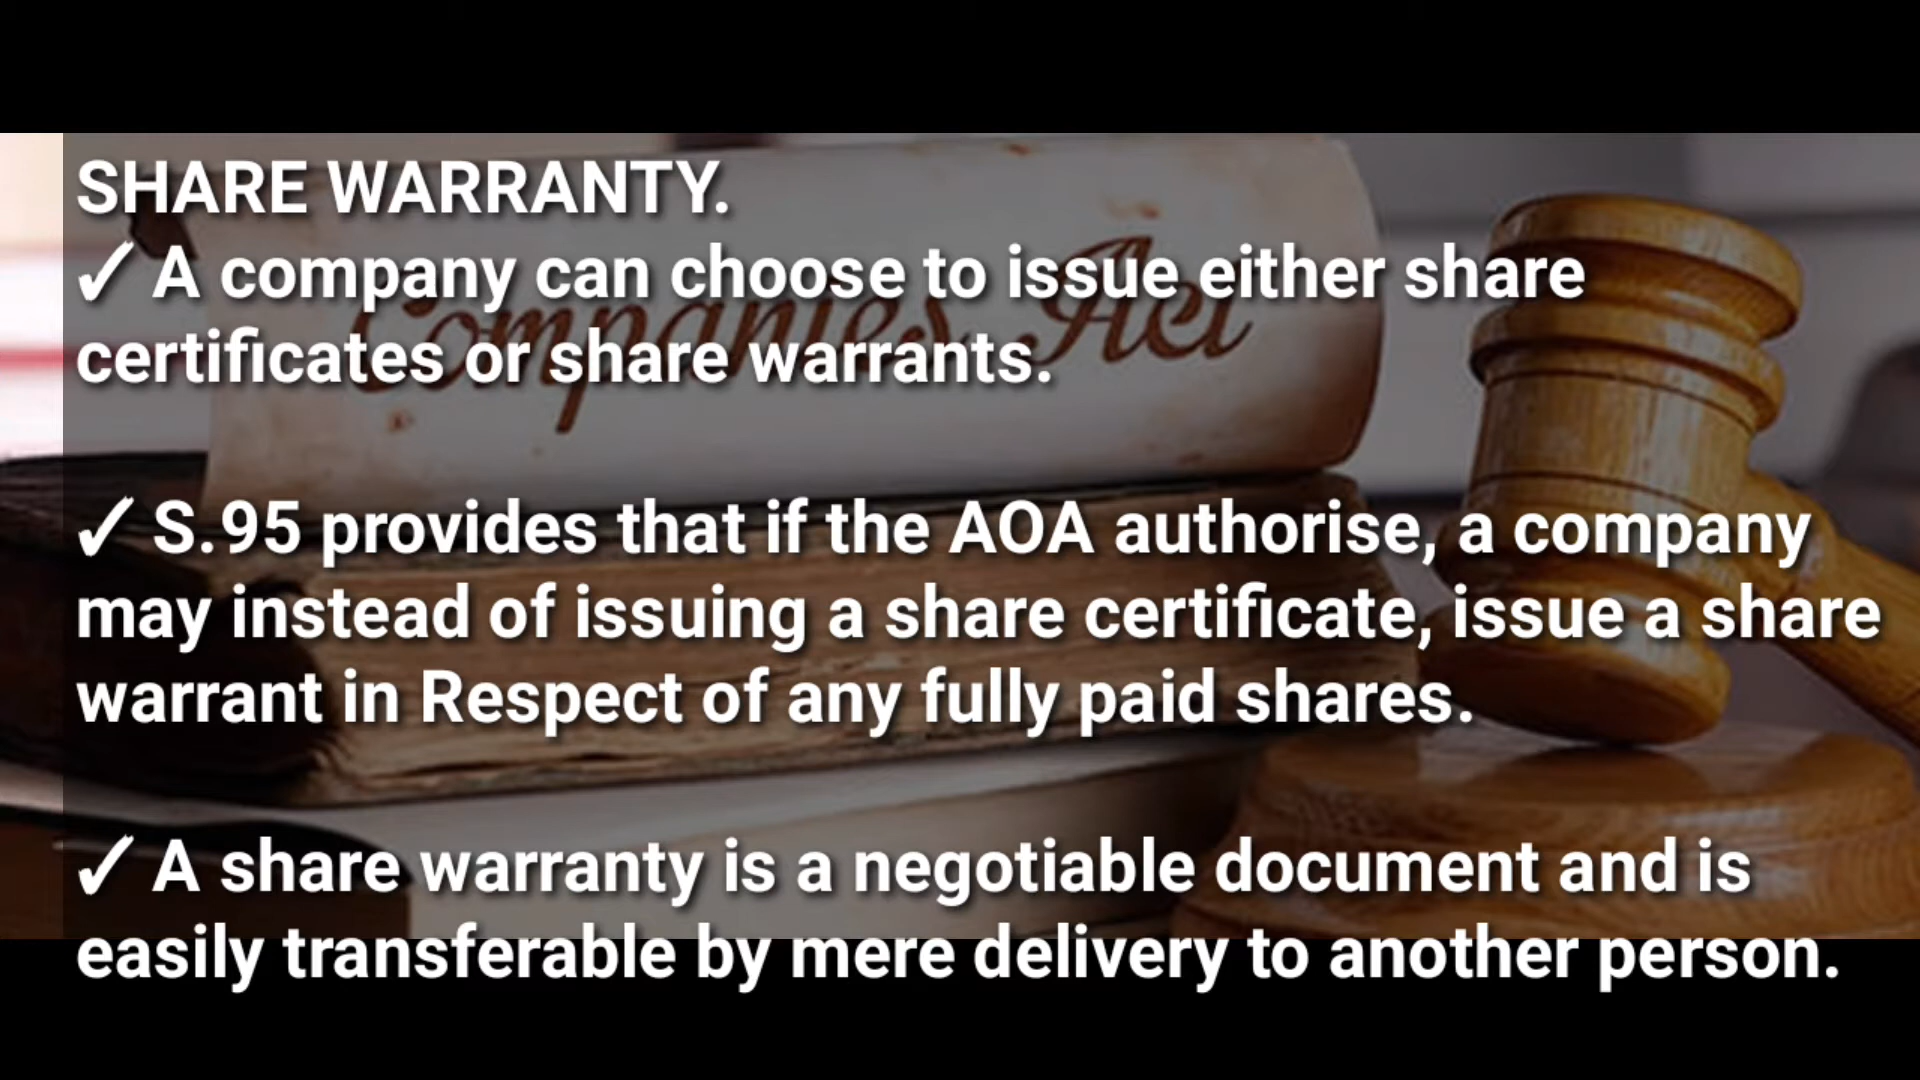 SHARE WARRANTY.
✓ A company can choose to issue either share
certificates or share warrants.
Companies Act
✓ S.95 provides that if the AOA authorise, a company
may instead of issuing a share certificate, issue a share
warrant in Respect of any fully paid shares.
✓ A share warranty is a negotiable document and is
easily transferable by mere delivery to another person.